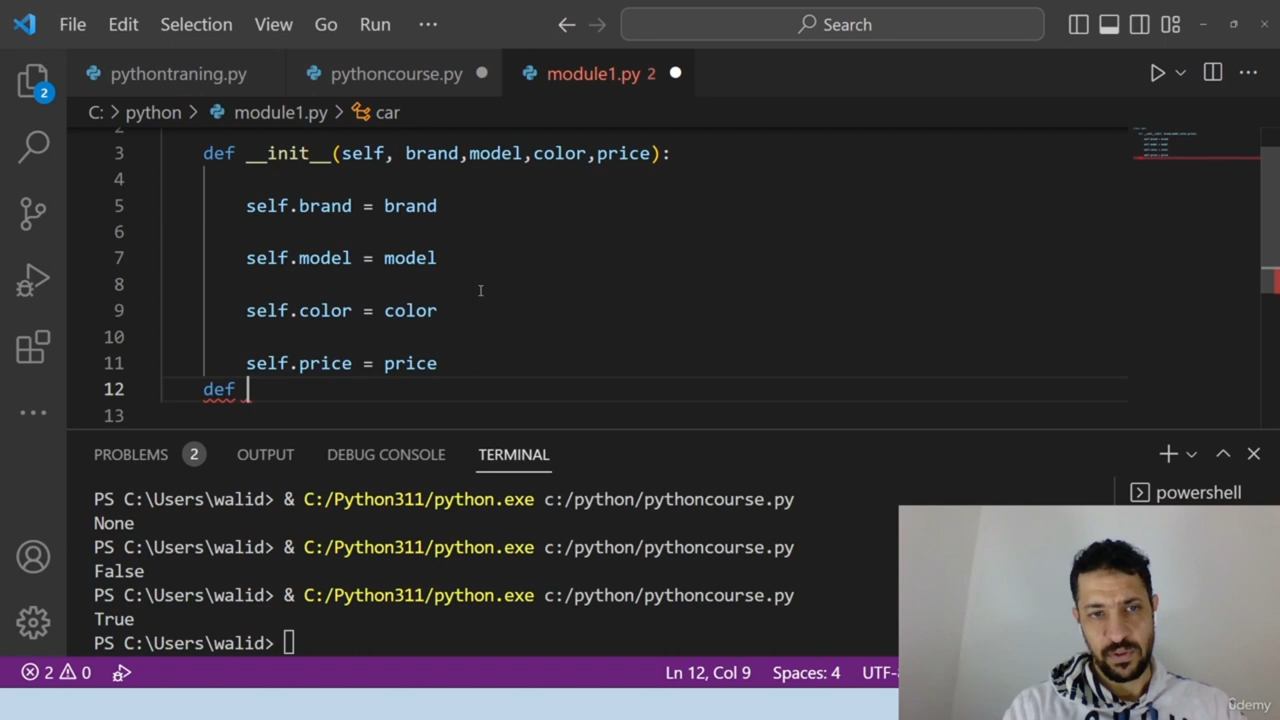 File Edit Selection View Go Run ··· Search
pythontraning.py pythoncourse.py module1.py 2
C: > python > module1.py > car
2
3 def __init__(self, brand,model,color,price):
4
5 self.brand = brand
6
7 self.model = model
8
9 self.color = color
10
11 self.price = price
12 def
13
PROBLEMS 2 OUTPUT DEBUG CONSOLE TERMINAL
PS C:\Users\walid> & C:/Python311/python.exe c:/python/pythoncourse.py
powershell
None
PS C:\Users\walid> & C:/Python311/python.exe c:/python/pythoncourse.py
False
PS C:\Users\walid> & C:/Python311/python.exe c:/python/pythoncourse.py
True
PS C:\Users\walid>
2 0 Ln 12, Col 9 Spaces: 4 UTF-8
ûdemy